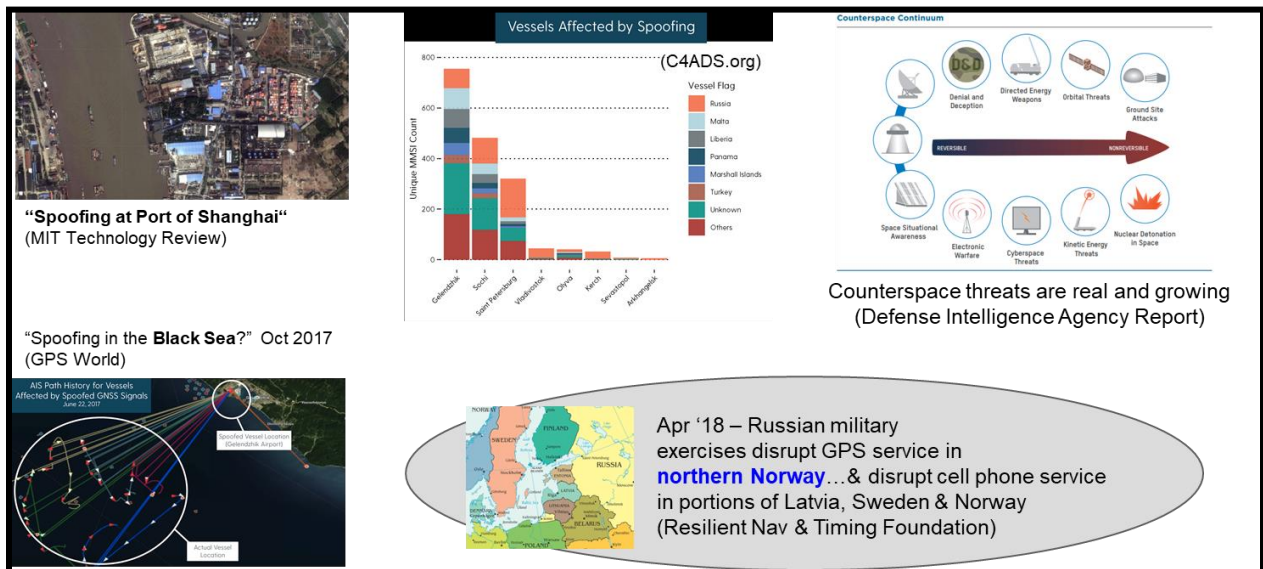 “Spoofing at Port of Shanghai“
(MIT Technology Review)
“Spoofing in the Black Sea?” Oct 2017
(GPS World)
AIS Path History for Vessels
Affected by Spoofed GNSS Signals
June 22, 2017
Spoofed Vessel Location
(Gelendzhik Airport)
Actual Vessel
Location
Vessels Affected by Spoofing
(C4ADS.org)
Unique MMSI Count
800
600
400
200
0
Gelendzhik
Sochi
Saint Petersburg
Vladivostok
Olyva
Kerch
Sevastopol
Arkhangelsk
Vessel Flag
Russia
Malta
Liberia
Panama
Marshall Islands
Turkey
Unknown
Others
Counterspace Continuum
D&D
Denial and
Deception
Directed Energy
Weapons
Orbital Threats
Ground Site
Attacks
REVERSIBLE
NONREVERSIBLE
Space Situational
Awareness
Electronic
Warfare
Cyberspace
Threats
Kinetic Energy
Threats
Nuclear Detonation
in Space
Counterspace threats are real and growing
(Defense Intelligence Agency Report)
NORWAY
SWEDEN
FINLAND
RUSSIA
ESTONIA
LATVIA
LITHUANIA
BELARUS
POLAND
Apr ‘18 – Russian military
exercises disrupt GPS service in
northern Norway…& disrupt cell phone service
in portions of Latvia, Sweden & Norway
(Resilient Nav & Timing Foundation)